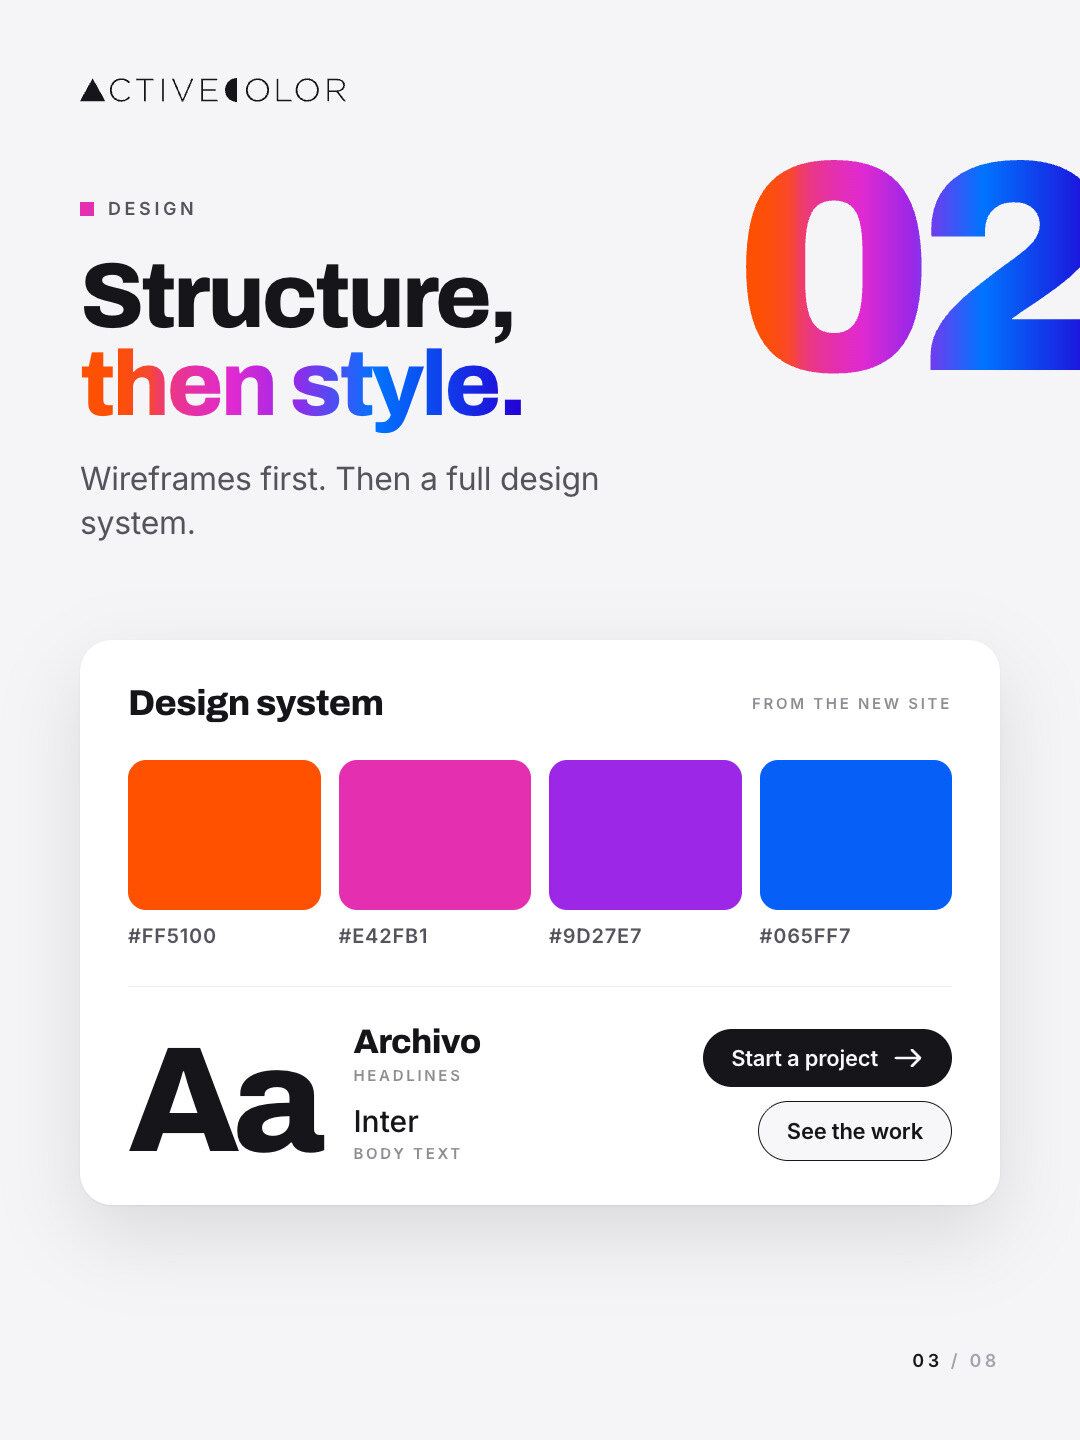 ACTIVECOLOR
02
DESIGN
Structure,
then style.
Wireframes first. Then a full design
system.
Design system
FROM THE NEW SITE
#FF5100
#E42FB1
#9D27E7
#065FF7
Aa
Archivo
HEADLINES
Inter
BODY TEXT
Start a project →
See the work
03 / 08